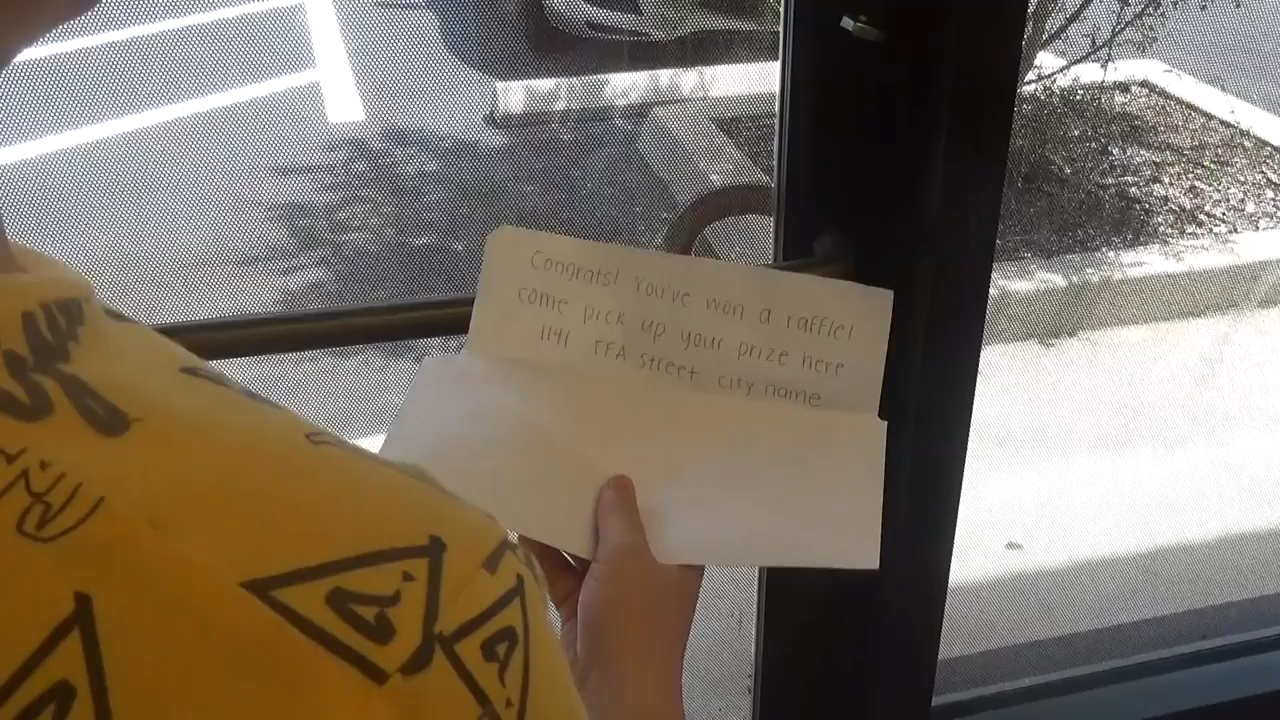 Congrats! You've won a raffle!
come pick up your prize here
1141 FFA street, city name